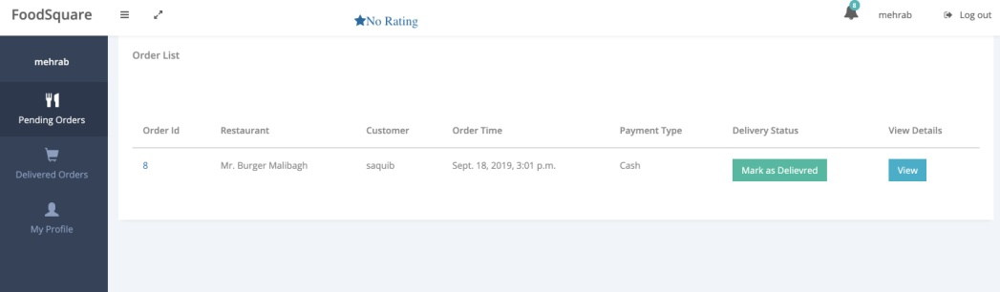 FoodSquare
No Rating
8
mehrab
Log out
mehrab
Pending Orders
Delivered Orders
My Profile
Order List
Order Id Restaurant Customer Order Time Payment Type Delivery Status View Details
8 Mr. Burger Malibagh saquib Sept. 18, 2019, 3:01 p.m. Cash Mark as Delievred View